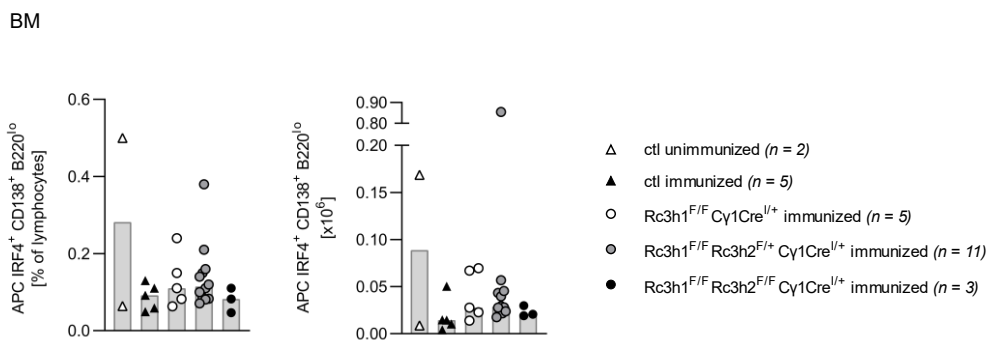 BM
APC IRF4⁺ CD138⁺ B220ˡᵒ
[% of lymphocytes]
0.6
0.4
0.2
0.0
APC IRF4⁺ CD138⁺ B220ˡᵒ
[x10⁶]
0.90
0.80
0.20
0.15
0.10
0.05
0.00
ctl unimmunized (n = 2)
ctl immunized (n = 5)
Rc3h1ᶠ/ᶠ Cγ1Creᴵ/⁺ immunized (n = 5)
Rc3h1ᶠ/ᶠ Rc3h2ᶠ/⁺ Cγ1Creᴵ/⁺ immunized (n = 11)
Rc3h1ᶠ/ᶠ Rc3h2ᶠ/ᶠ Cγ1Creᴵ/⁺ immunized (n = 3)